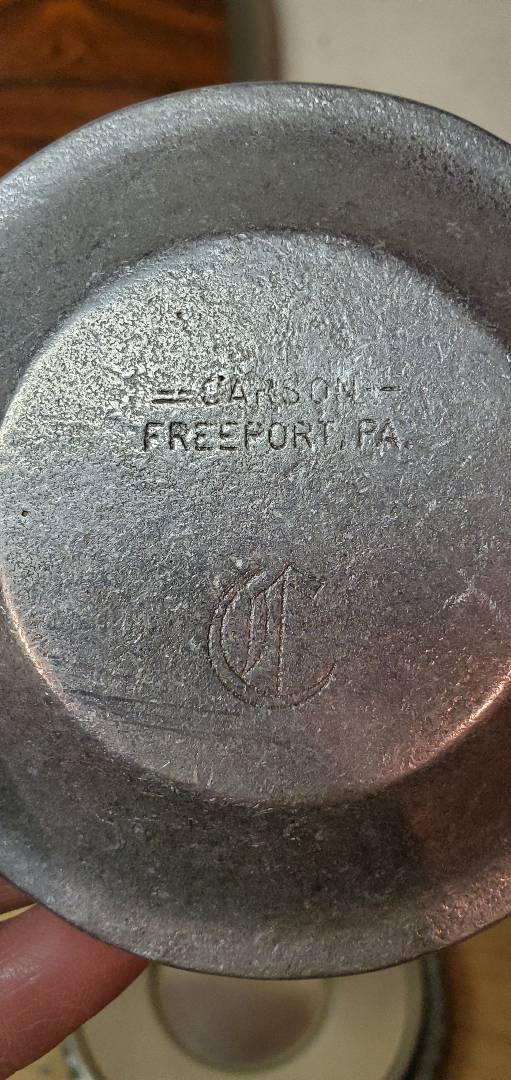 — CARSON —
FREEPORT, PA.
C